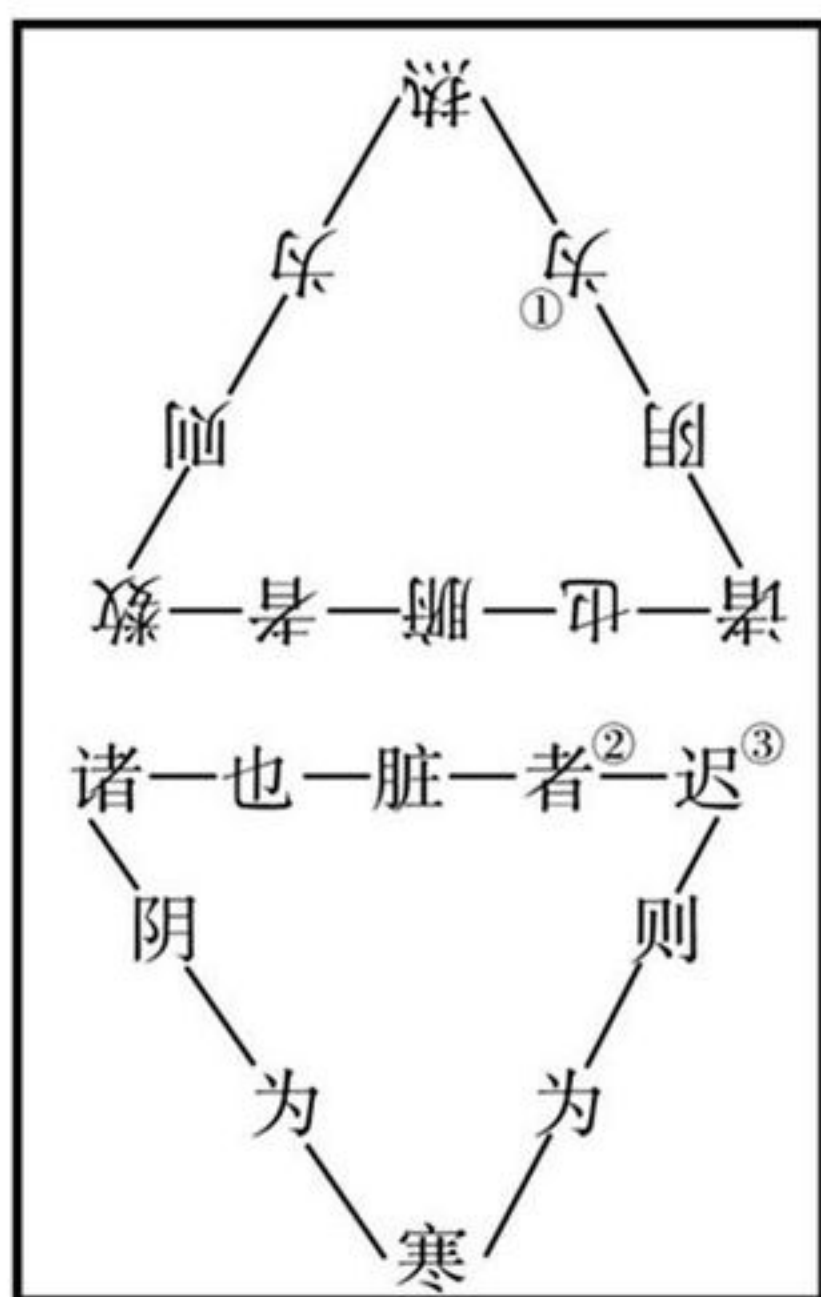 热
为 为①
则 阴
数 者 腑 也 诸
诸 也 脏 者② 迟③
阴 则
为 为
寒